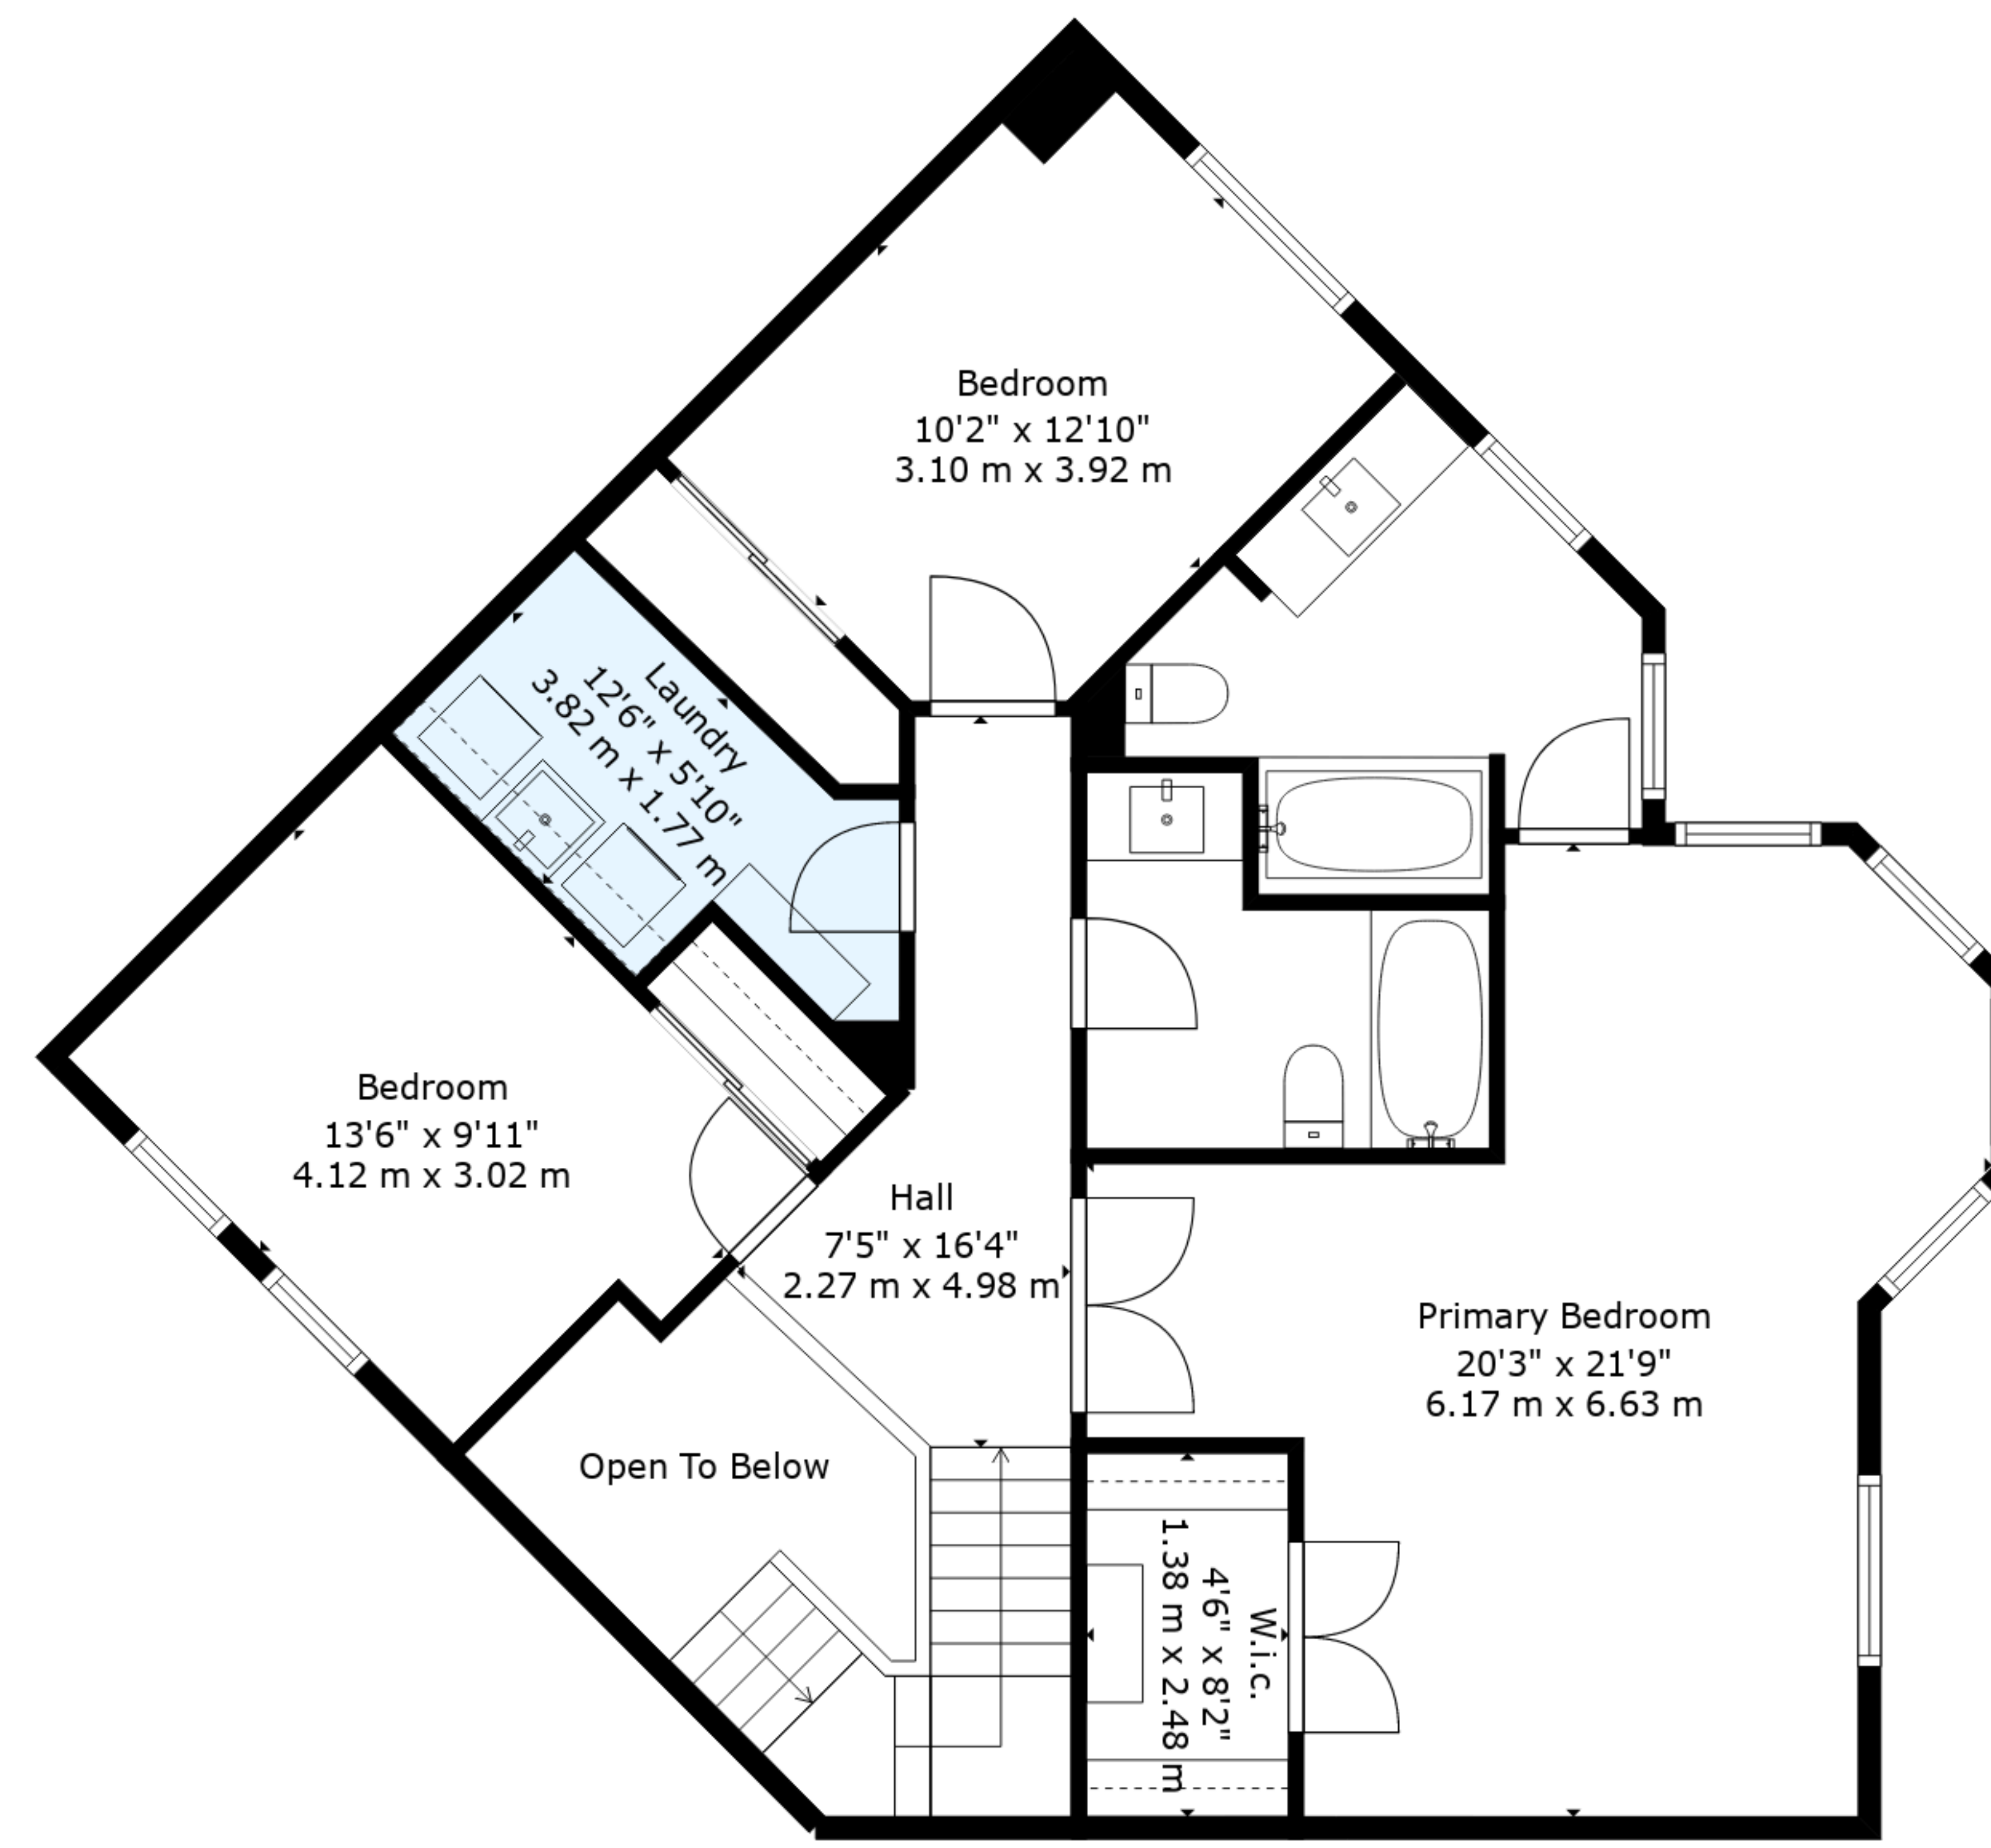 Bedroom
10'2" x 12'10"
3.10 m x 3.92 m
Laundry
12'6" x 5'10"
3.82 m x 1.77 m
Bedroom
13'6" x 9'11"
4.12 m x 3.02 m
Hall
7'5" x 16'4"
2.27 m x 4.98 m
Primary Bedroom
20'3" x 21'9"
6.17 m x 6.63 m
Open To Below
W.i.c.
4'6" x 8'2"
1.38 m x 2.48 m